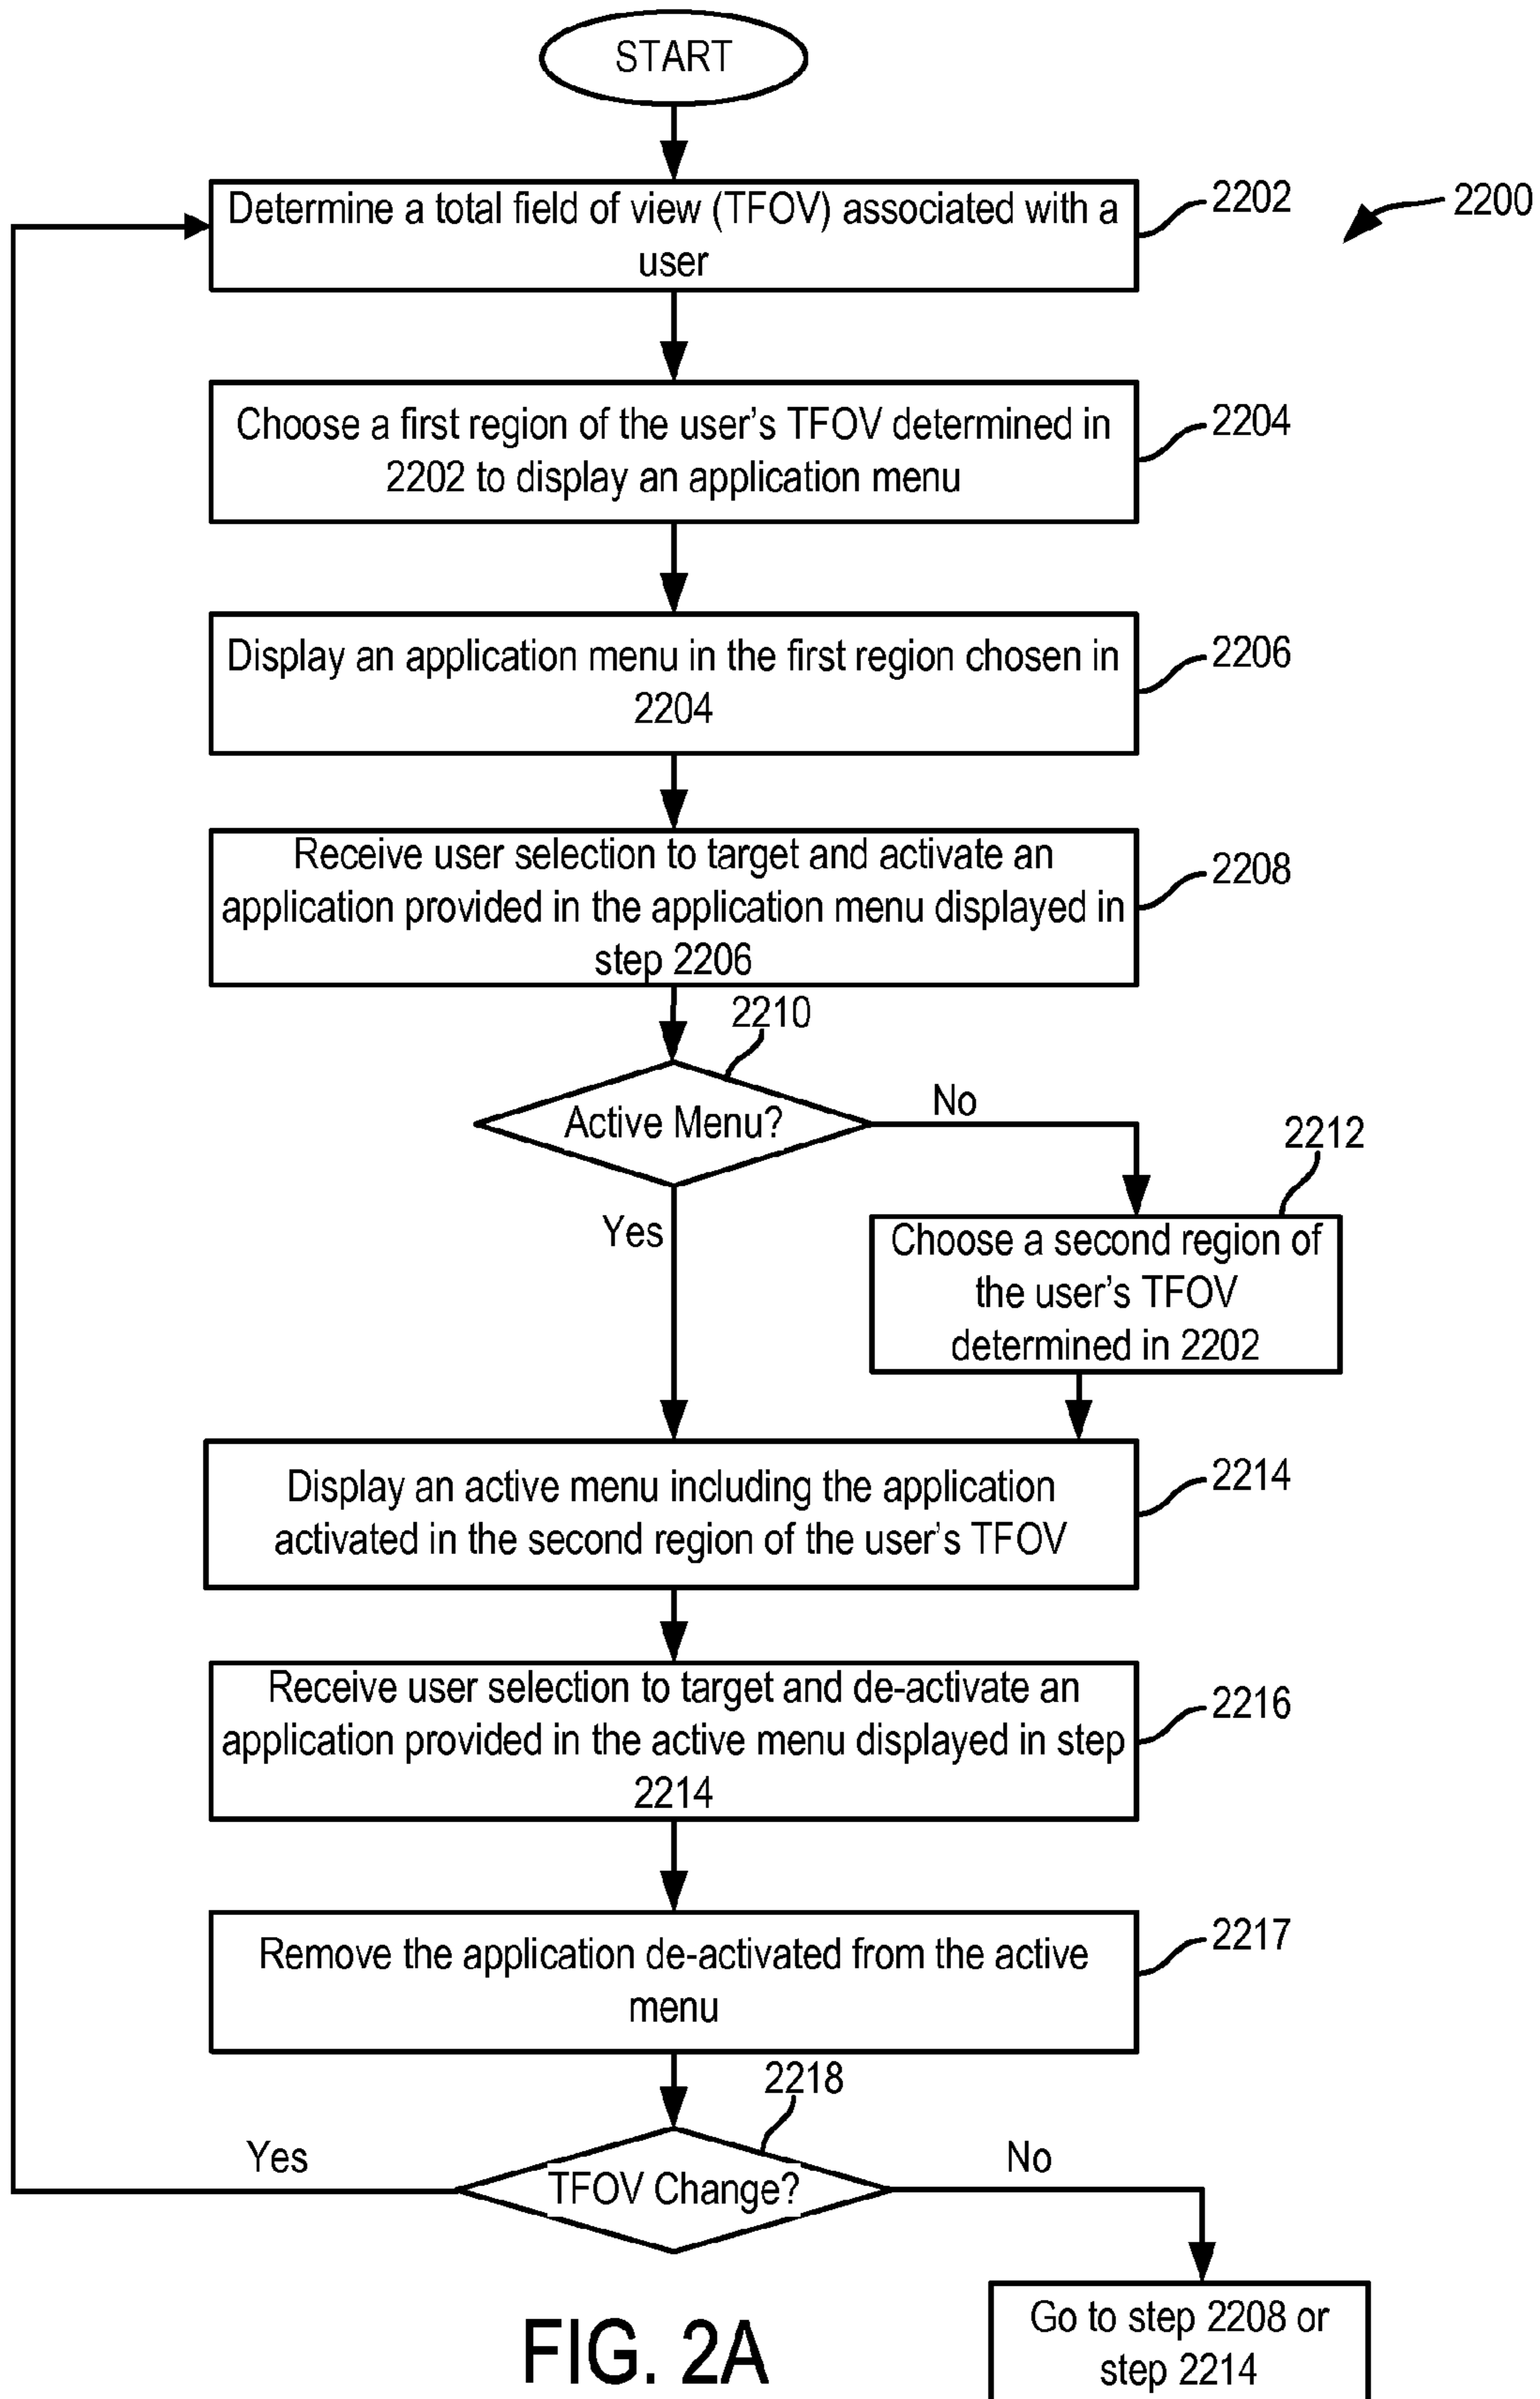 START
Determine a total field of view (TFOV) associated with a
user
2202
2200
Choose a first region of the user's TFOV determined in
2202 to display an application menu
2204
Display an application menu in the first region chosen in
2204
2206
Receive user selection to target and activate an
application provided in the application menu displayed in
step 2206
2208
2210
Active Menu?
No
Yes
2212
Choose a second region of
the user's TFOV
determined in 2202
Display an active menu including the application
activated in the second region of the user's TFOV
2214
Receive user selection to target and de-activate an
application provided in the active menu displayed in step
2214
2216
Remove the application de-activated from the active
menu
2217
2218
Yes
TFOV Change?
No
Go to step 2208 or
step 2214
FIG. 2A